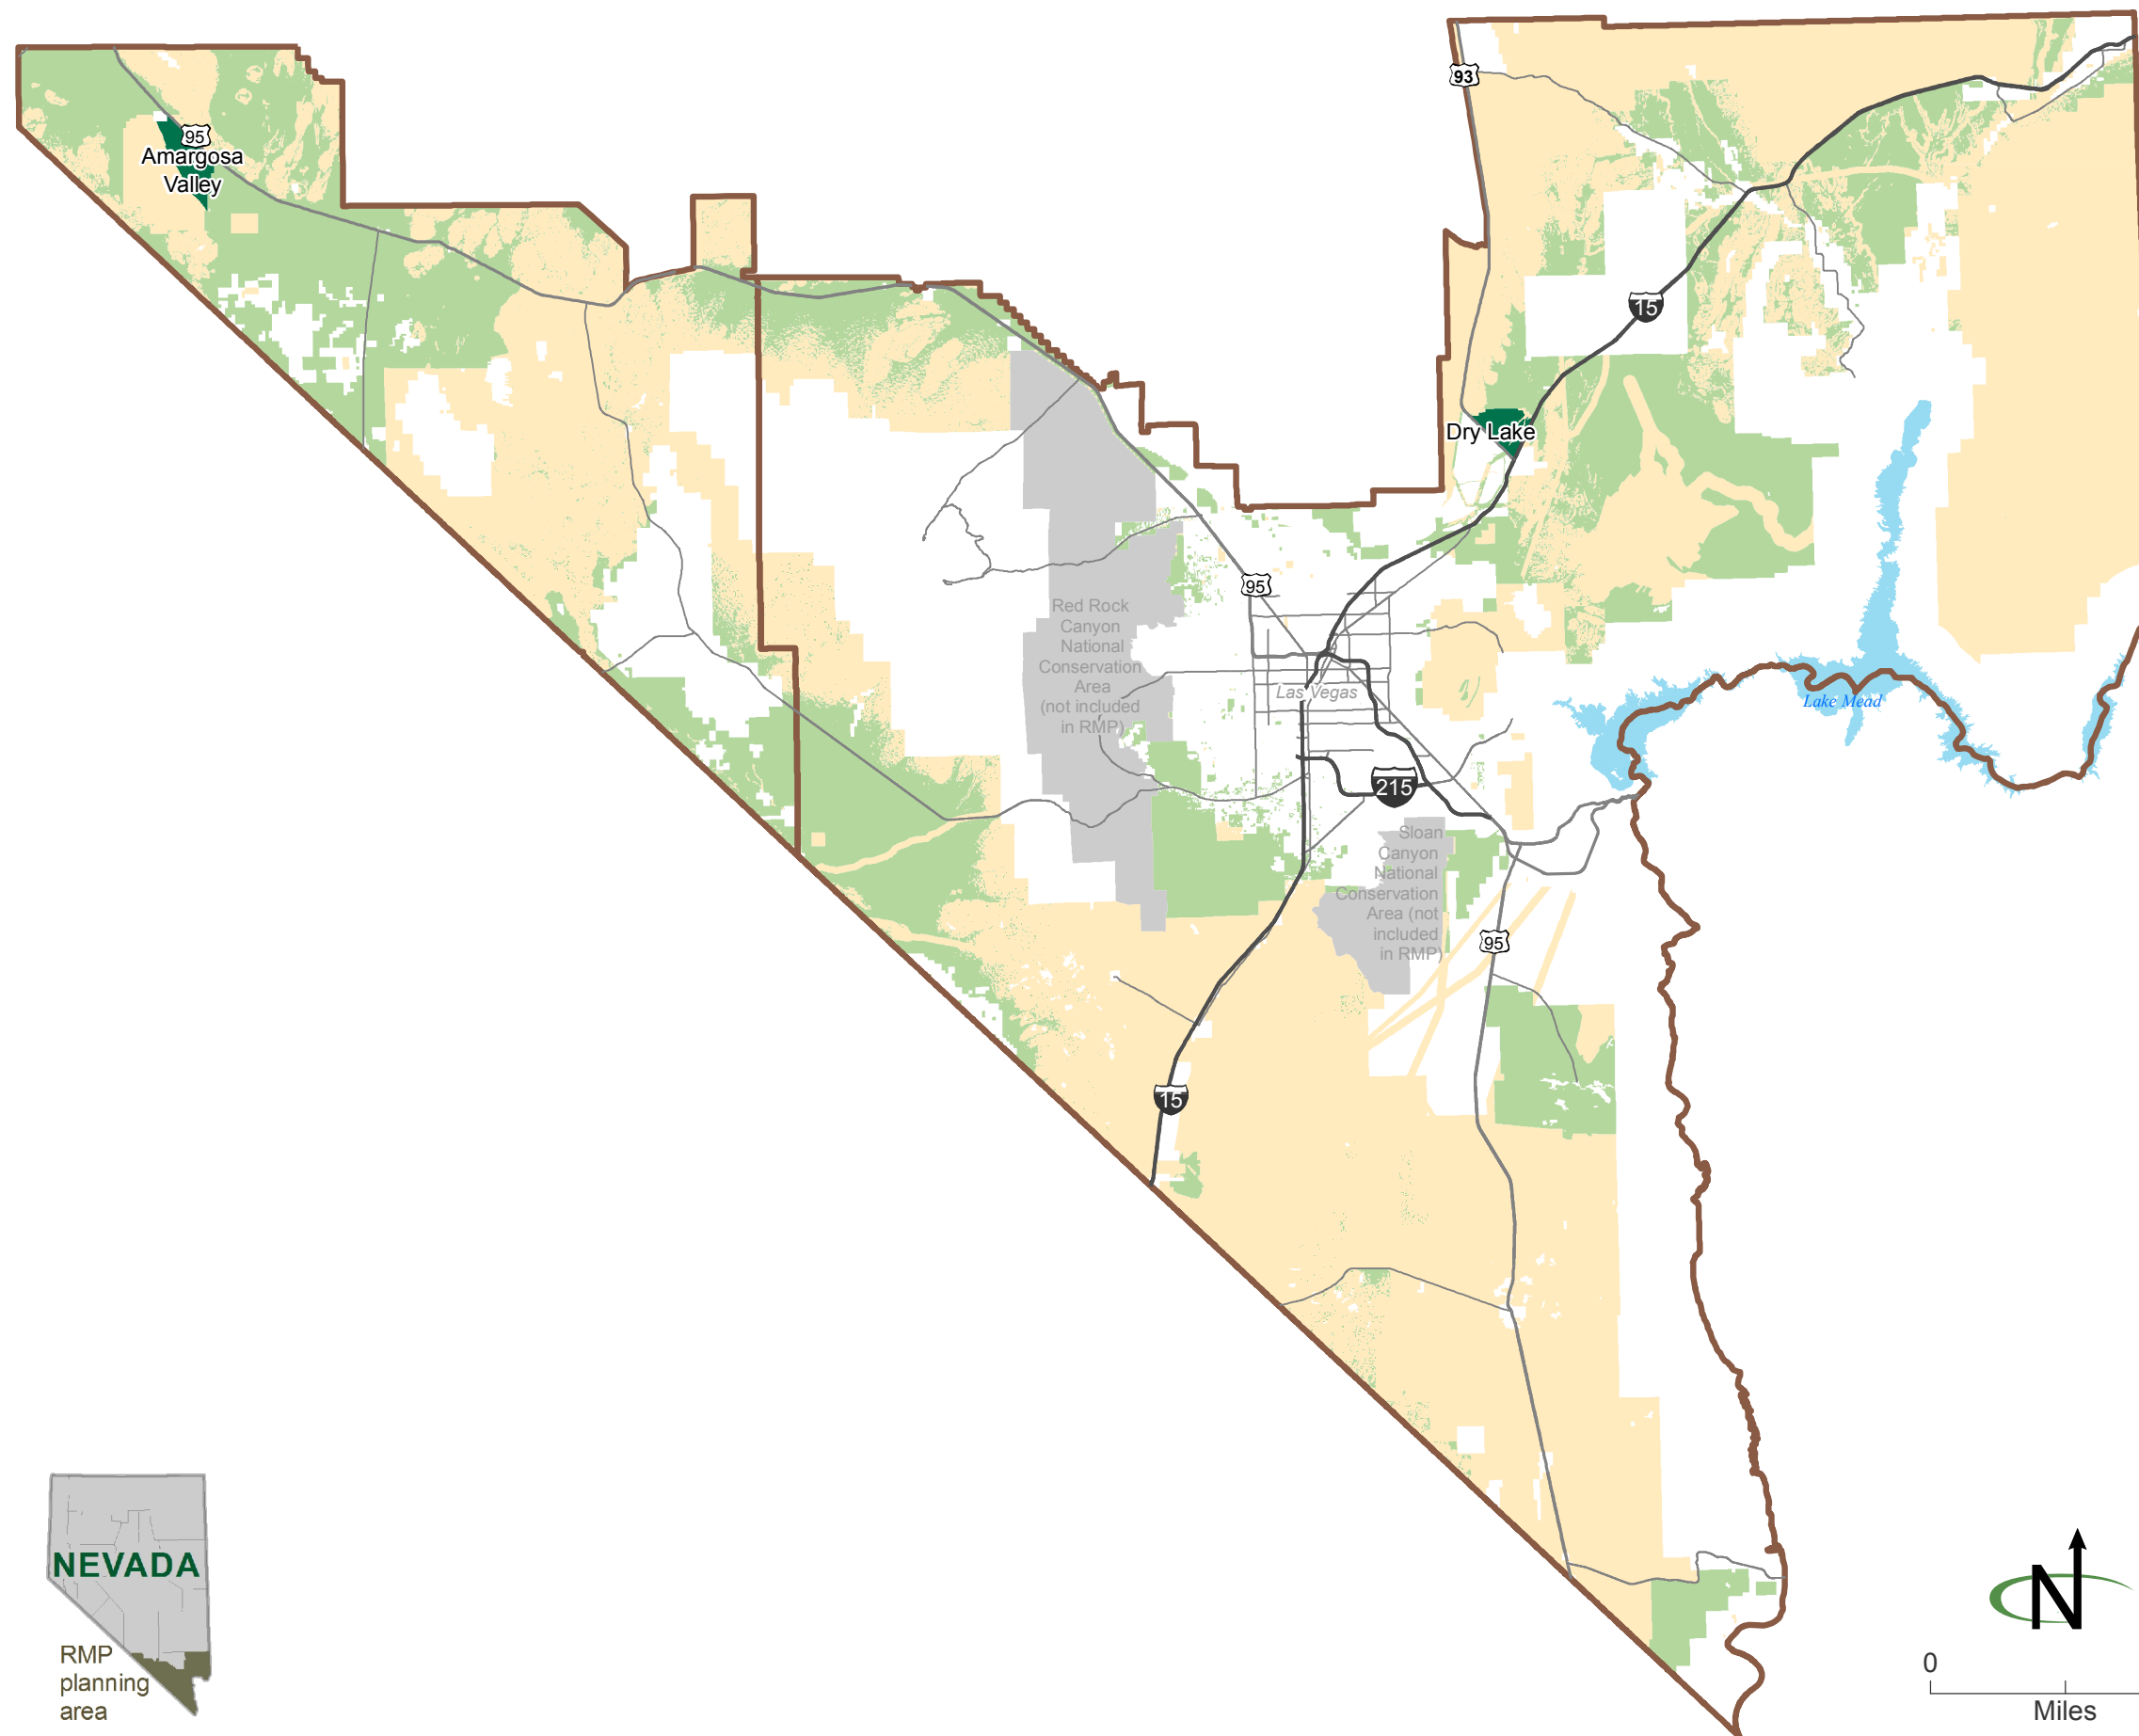 93
95
Amargosa
Valley
15
Dry Lake
95
Red Rock
Canyon
National
Conservation
Area
(not included
in RMP)
Las Vegas
Lake Mead
215
Sloan
Canyon
National
Conservation
Area (not
included
in RMP)
95
15
NEVADA
RMP
planning
area
N
0
Miles